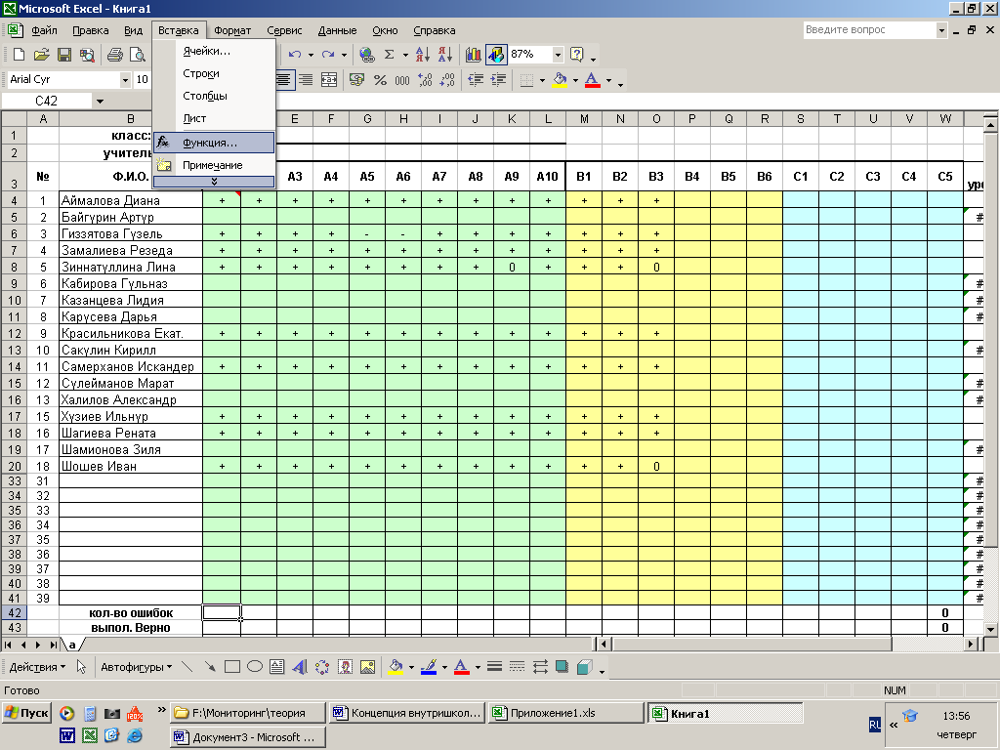 Microsoft Excel - Книга1
Файл Правка Вид Вставка Формат Сервис Данные Окно Справка Введите вопрос
87%
Arial Cyr 10
C42
Ячейки...
Строки
Столбцы
Лист
Функция...
Примечание
A B E F G H I J K L M N O P Q R S T U V W
1 класс:
2 учитель
3 № Ф.И.О. A3 A4 A5 A6 A7 A8 A9 A10 B1 B2 B3 B4 B5 B6 C1 C2 C3 C4 C5 уро
4 1 Аймалова Диана + + + + + + + + + + + + +
5 2 Байгурин Артур #
6 3 Гиззятова Гузель + + + + - - + + + + + + +
7 4 Замалиева Резеда + + + + + + + + + + + + +
8 5 Зиннатуллина Лина + + + + + + + + 0 + + + 0
9 6 Кабирова Гульназ #
10 7 Казанцева Лидия #
11 8 Карусева Дарья #
12 9 Красильникова Екат. + + + + + + + + + + + + +
13 10 Сакулин Кирилл #
14 11 Самерханов Искандер + + + + + + + + + + + + +
15 12 Сулейманов Марат #
16 13 Халилов Александр #
17 15 Хузиев Ильнур + + + + + + + + + + + + +
18 16 Шагиева Рената + + + + + + + + + + + + +
19 17 Шамионова Зиля #
20 18 Шошев Иван + + + + + + + + + + + + 0
33 31 #
34 32 #
35 33 #
36 34 #
37 35 #
38 36 #
39 37 #
40 38 #
41 39 #
42 кол-во ошибок 0
43 выпол. Верно 0
a
Действия Автофигуры
Готово NUM
Пуск F:\Мониторинг\теория Концепция внутришкол... Приложение1.xls Книга1 RU « 13:56
Документ3 - Microsoft ... четверг